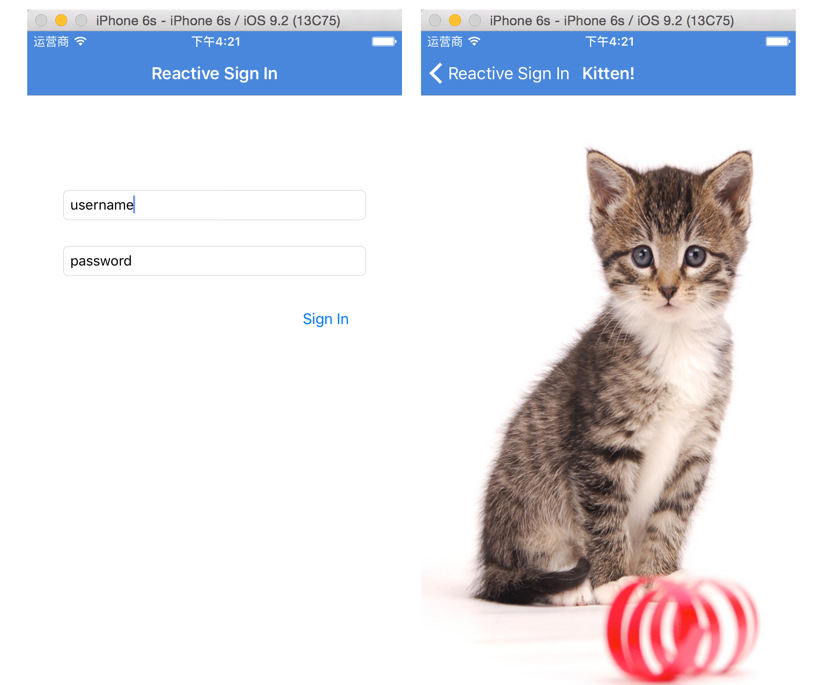 iPhone 6s - iPhone 6s / iOS 9.2 (13C75)
运营商 下午4:21
Reactive Sign In
username
password
Sign In
iPhone 6s - iPhone 6s / iOS 9.2 (13C75)
运营商 下午4:21
Reactive Sign In Kitten!